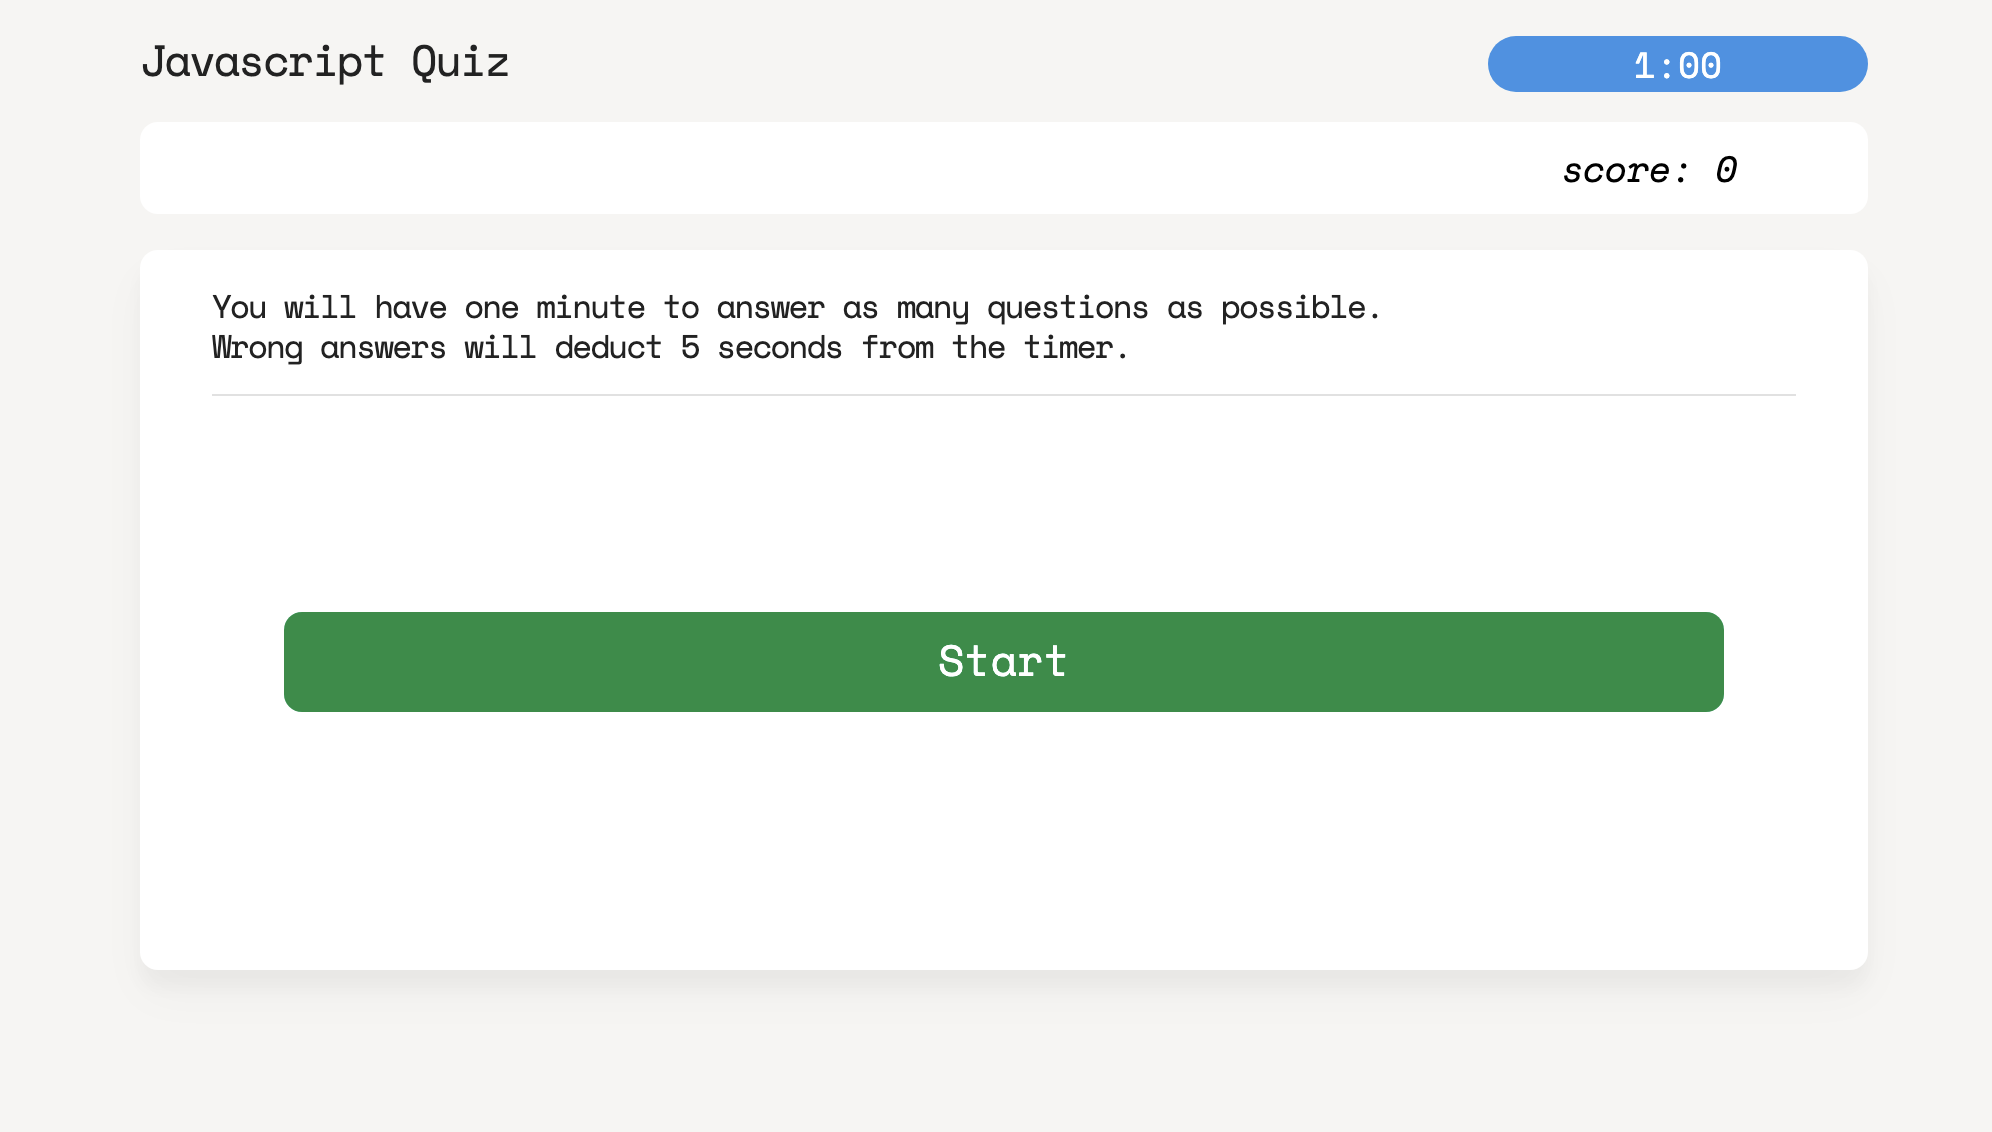 Javascript Quiz
1:00
score: 0
You will have one minute to answer as many questions as possible.
Wrong answers will deduct 5 seconds from the timer.
Start